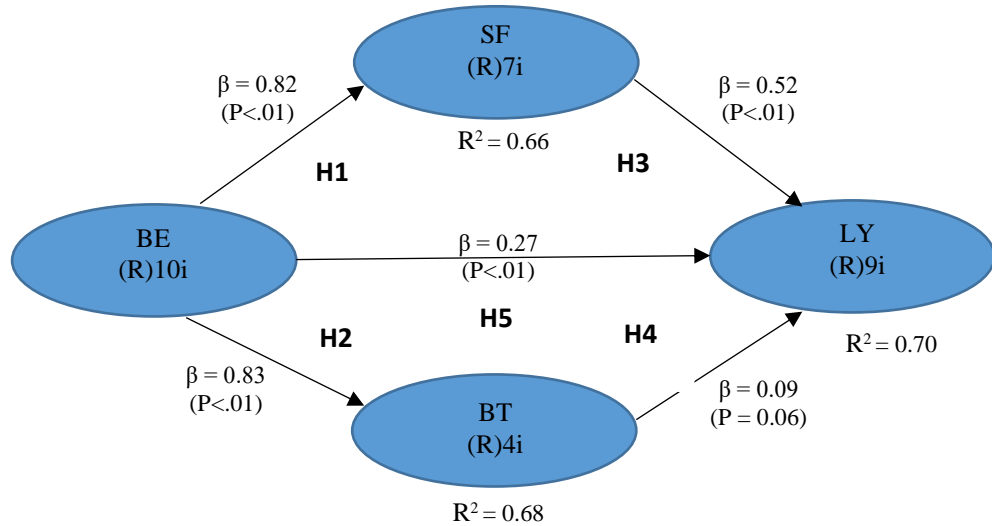 SF
(R)7i
β = 0.82
(P<.01)
β = 0.52
(P<.01)
R² = 0.66
H1
H3
BE
(R)10i
β = 0.27
(P<.01)
LY
(R)9i
H2
H5
H4
R² = 0.70
β = 0.83
(P<.01)
BT
(R)4i
β = 0.09
(P = 0.06)
R² = 0.68